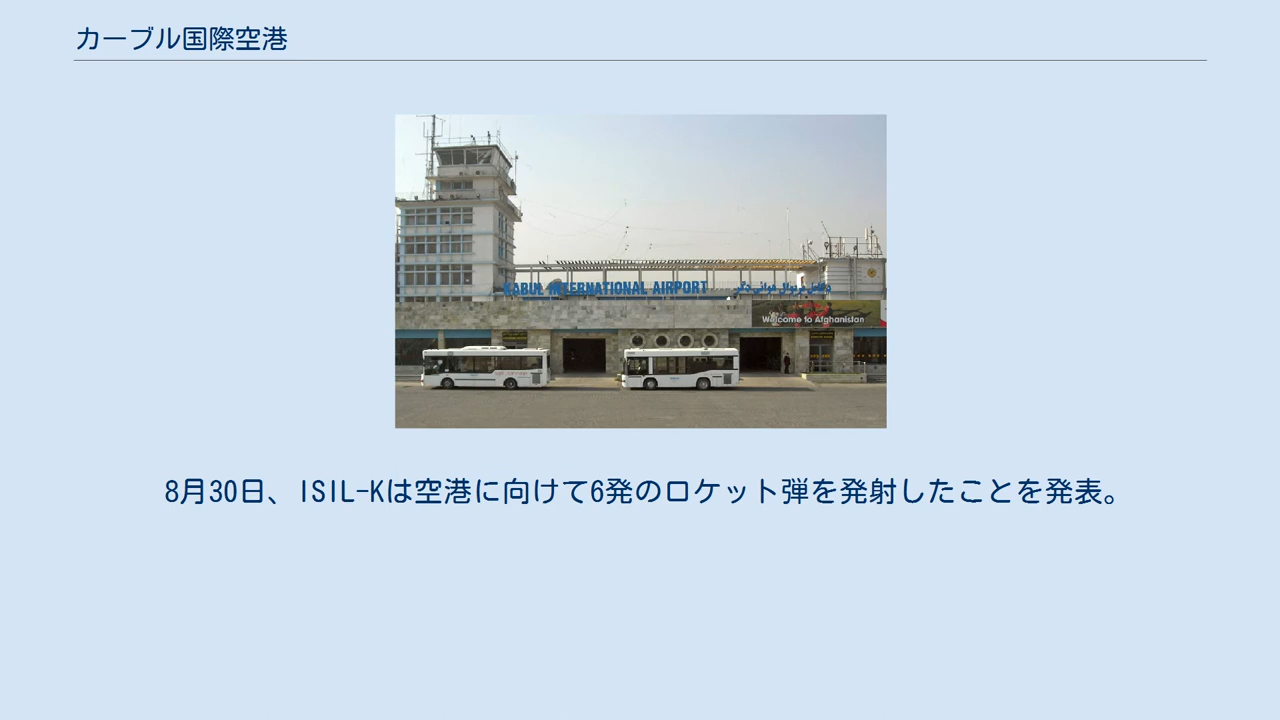 カーブル国際空港
KABUL INTERNATIONAL AIRPORT
Welcome to Afghanistan
8月30日、ISIL-Kは空港に向けて6発のロケット弾を発射したことを発表。